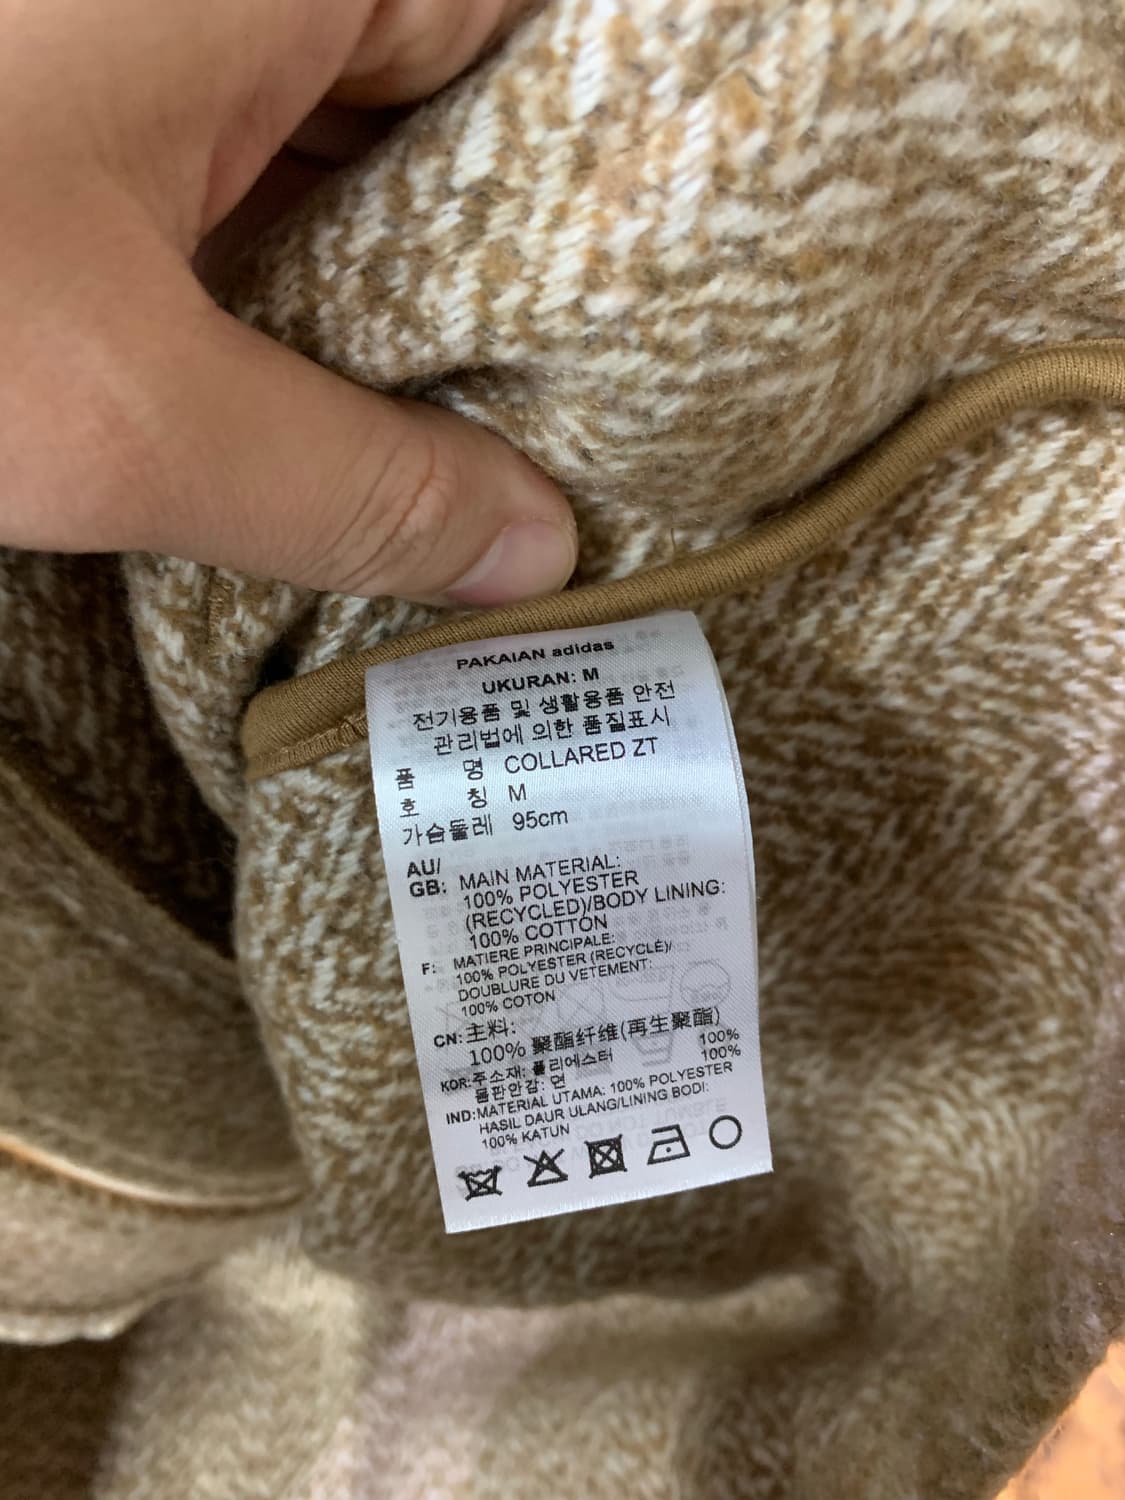 PAKAIAN adidas
UKURAN: M
전기용품 및 생활용품 안전
관리법에 의한 품질표시
품 명 COLLARED ZT
호 칭 M
가슴둘레 95cm
AU/
GB: MAIN MATERIAL:
100% POLYESTER
(RECYCLED)/BODY LINING:
100% COTTON
F: MATIERE PRINCIPALE:
100% POLYESTER (RECYCLÉ)/
DOUBLURE DU VETEMENT:
100% COTON
CN: 主料:
100% 聚酯纤维(再生聚酯)
KOR: 주소재: 폴리에스터 100%
몸판안감: 면 100%
IND: MATERIAL UTAMA: 100% POLYESTER
HASIL DAUR ULANG/LINING BODI:
100% KATUN